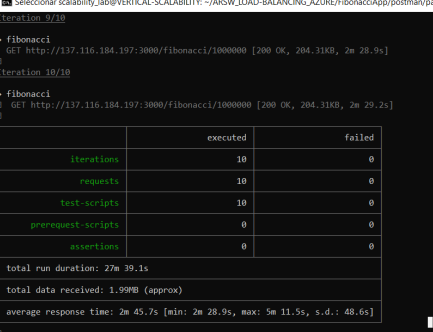 Seleccionar scalability_lab@VERTICAL-SCALABILITY: ~/ARSW_LOAD-BALANCING_AZURE/FibonacciApp/postman/pa
Iteration 9/10
fibonacci
GET http://137.116.184.197:3000/fibonacci/1000000 [200 OK, 204.31KB, 2m 28.9s]
Iteration 10/10
fibonacci
GET http://137.116.184.197:3000/fibonacci/1000000 [200 OK, 204.31KB, 2m 29.2s]
executed failed
iterations 10 0
requests 10 0
test-scripts 10 0
prerequest-scripts 0 0
assertions 0 0
total run duration: 27m 39.1s
total data received: 1.99MB (approx)
average response time: 2m 45.7s [min: 2m 28.9s, max: 5m 11.5s, s.d.: 48.6s]